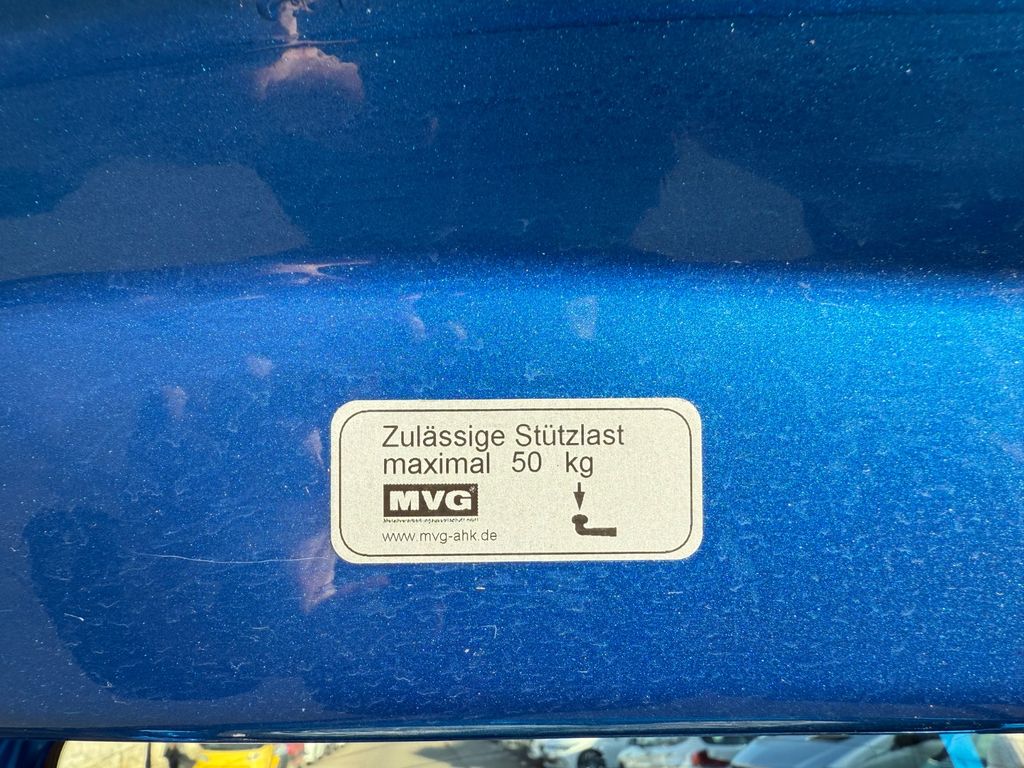 Zulässige Stützlast
maximal 50 kg
MVG®
www.mvg-ahk.de